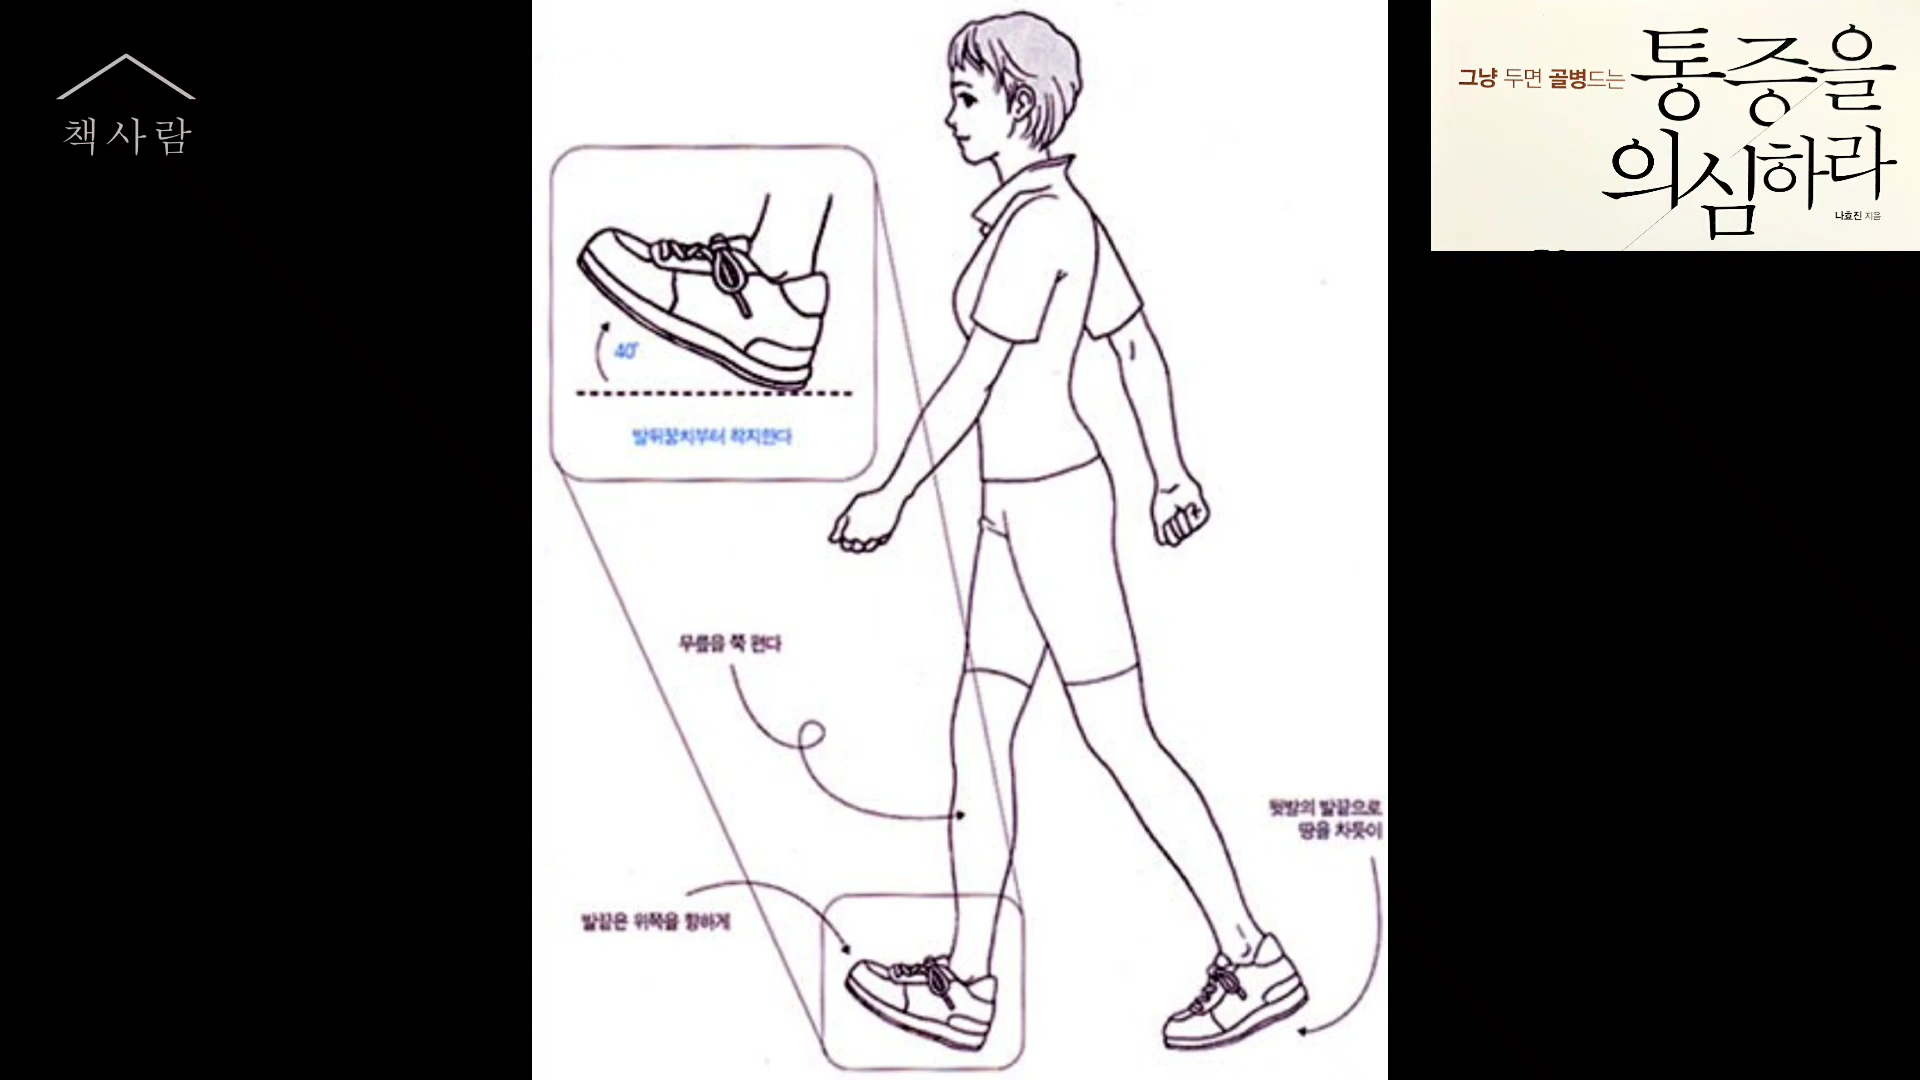 책사람
그냥 두면 골병드는 통증을
의심하라
나효진 지음
40°
발뒤꿈치부터 착지한다
무릎을 쭉 편다
뒷발의 발끝으로
땅을 차듯이
발끝은 위쪽을 향하게